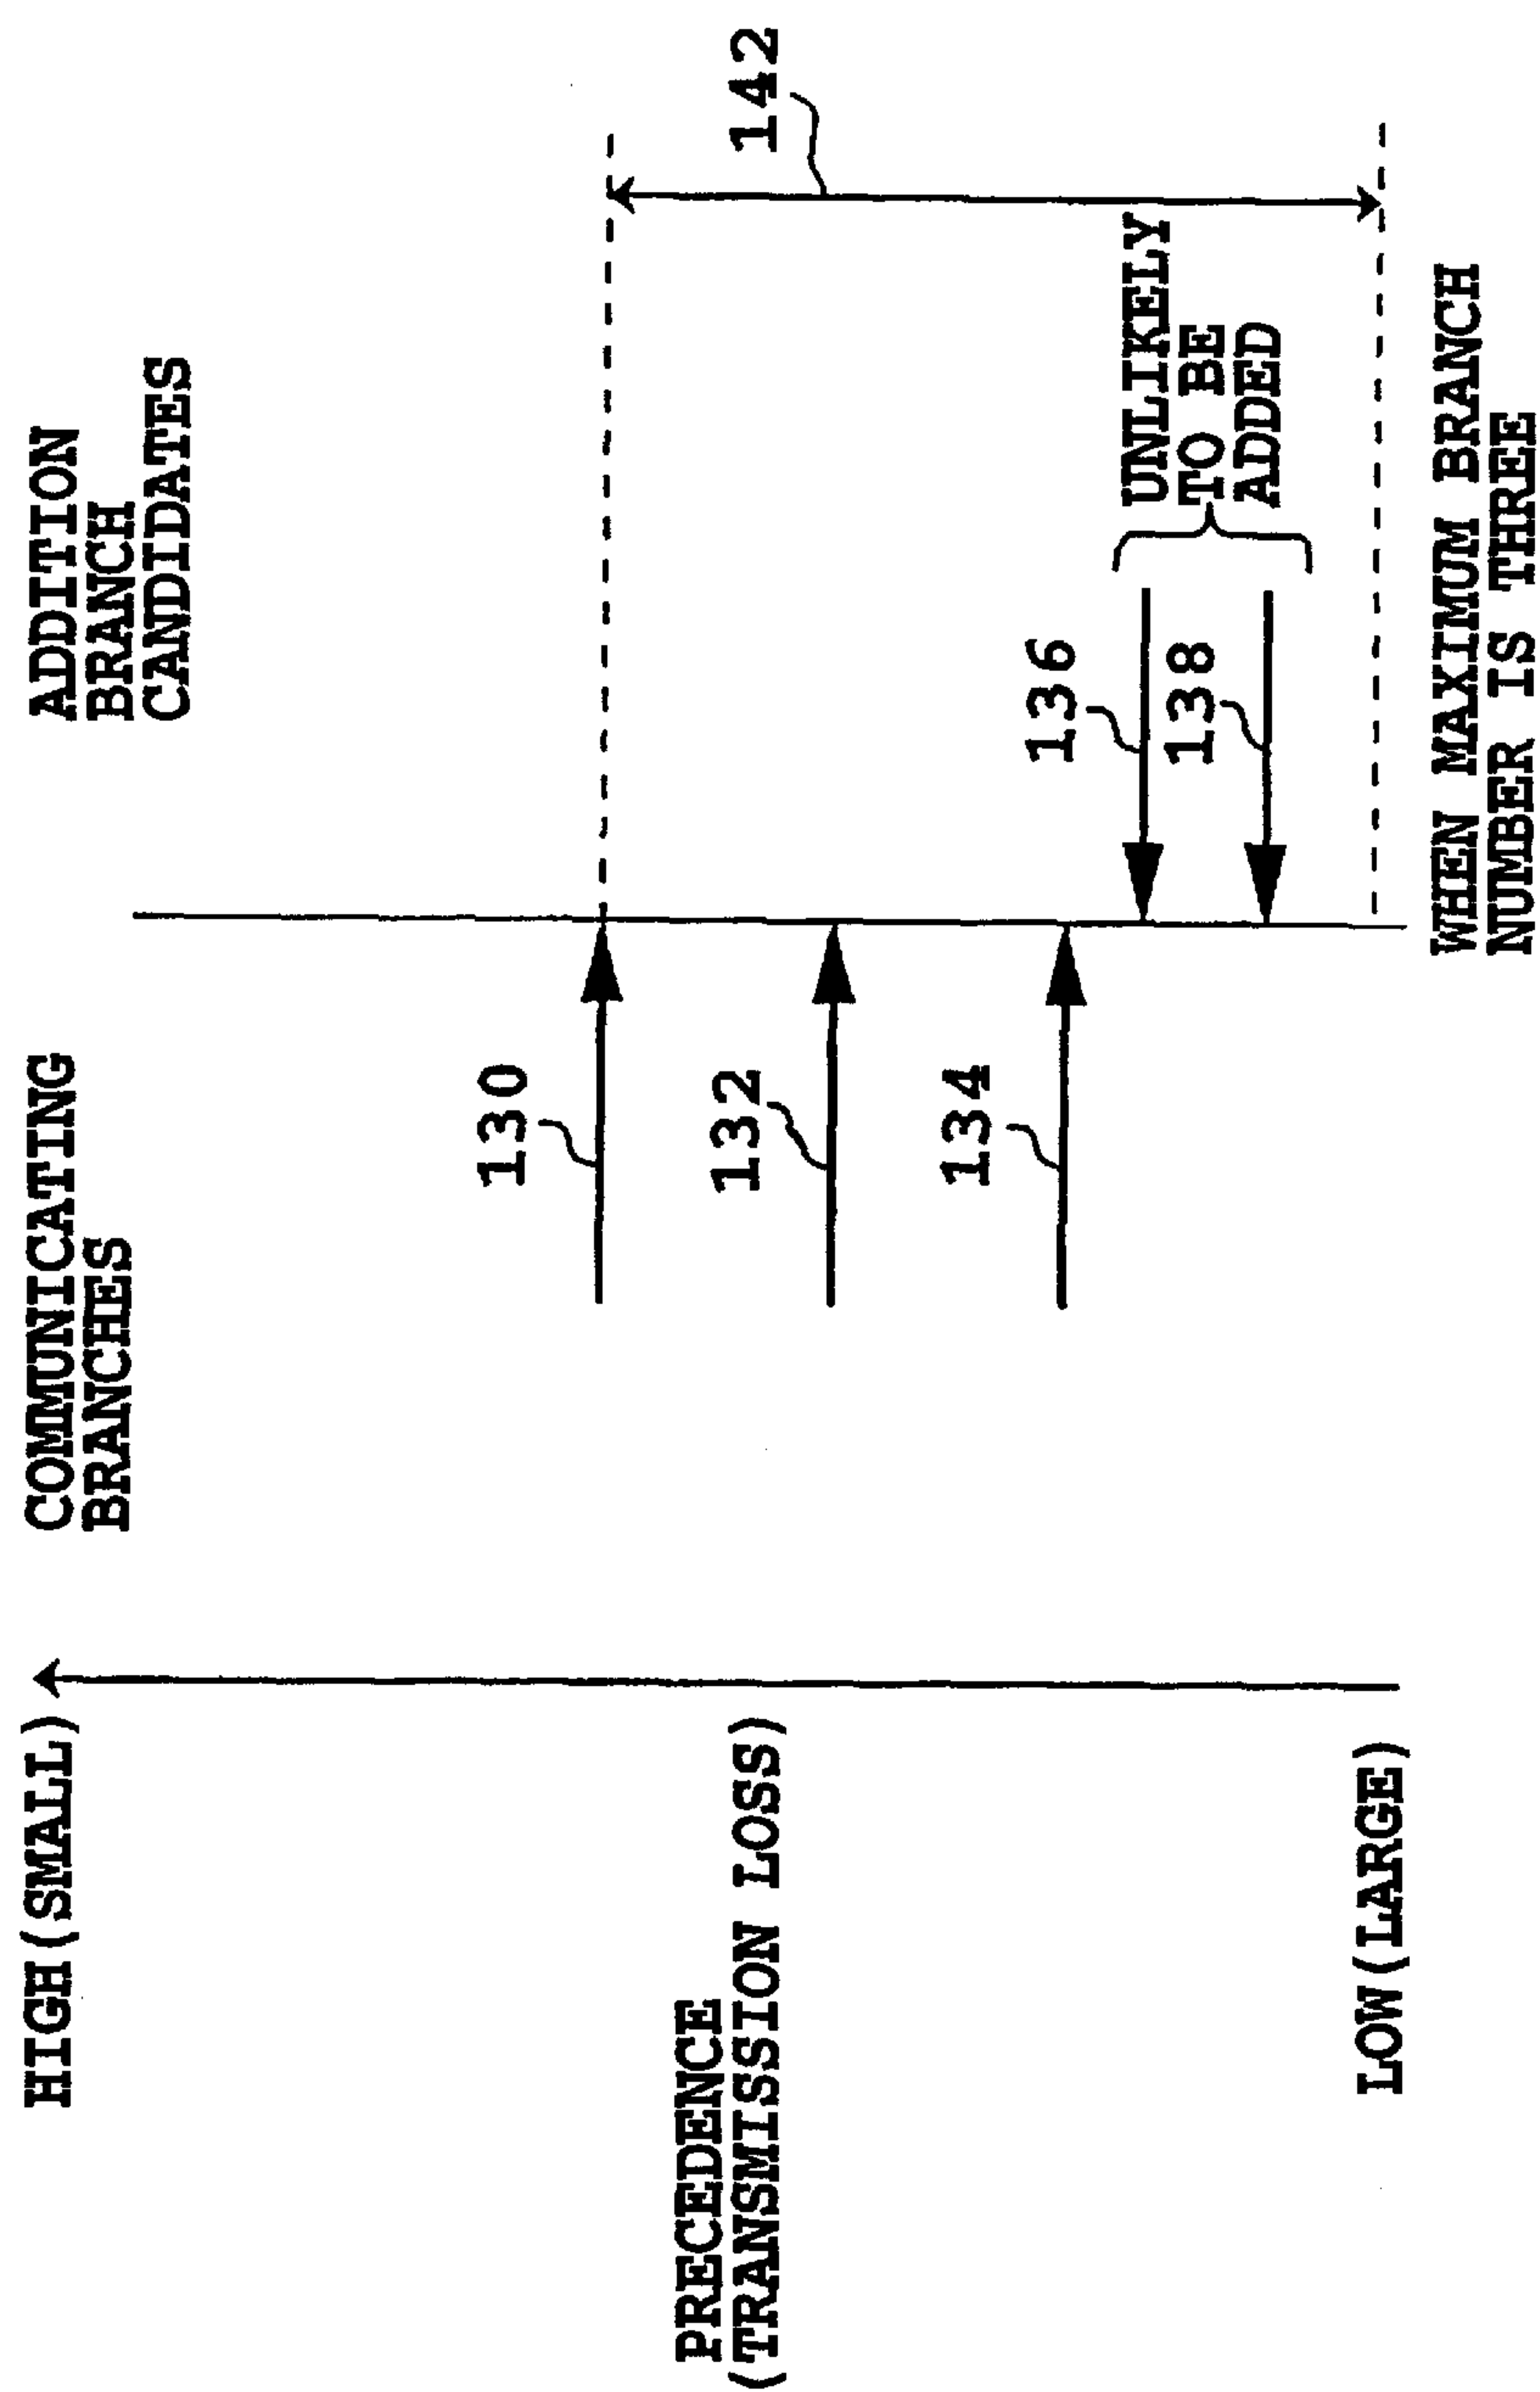 HIGH(SMALL)
PRECEDENCE
(TRANSMISSION LOSS)
LOW(LARGE)
COMMUNICATING
BRANCHES
130
132
134
ADDITION
BRANCH
CANDIDATES
136
138
UNLIKELY
TO BE
ADDED
142
WHEN MAXIMUM BRANCH
NUMBER IS THREE